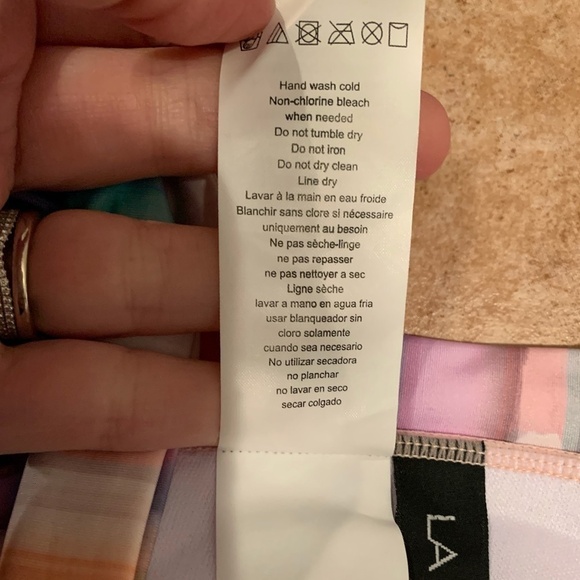 Hand wash cold
Non-chlorine bleach
when needed
Do not tumble dry
Do not iron
Do not dry clean
Line dry
Lavar à la main en eau froide
Blanchir sans clore si nécessaire
uniquement au besoin
Ne pas sèche-linge
ne pas repasser
ne pas nettoyer a sec
Ligne sèche
lavar a mano en agua fria
usar blanqueador sin
cloro solamente
cuando sea necesario
No utilizar secadora
no planchar
no lavar en seco
secar colgado
LA